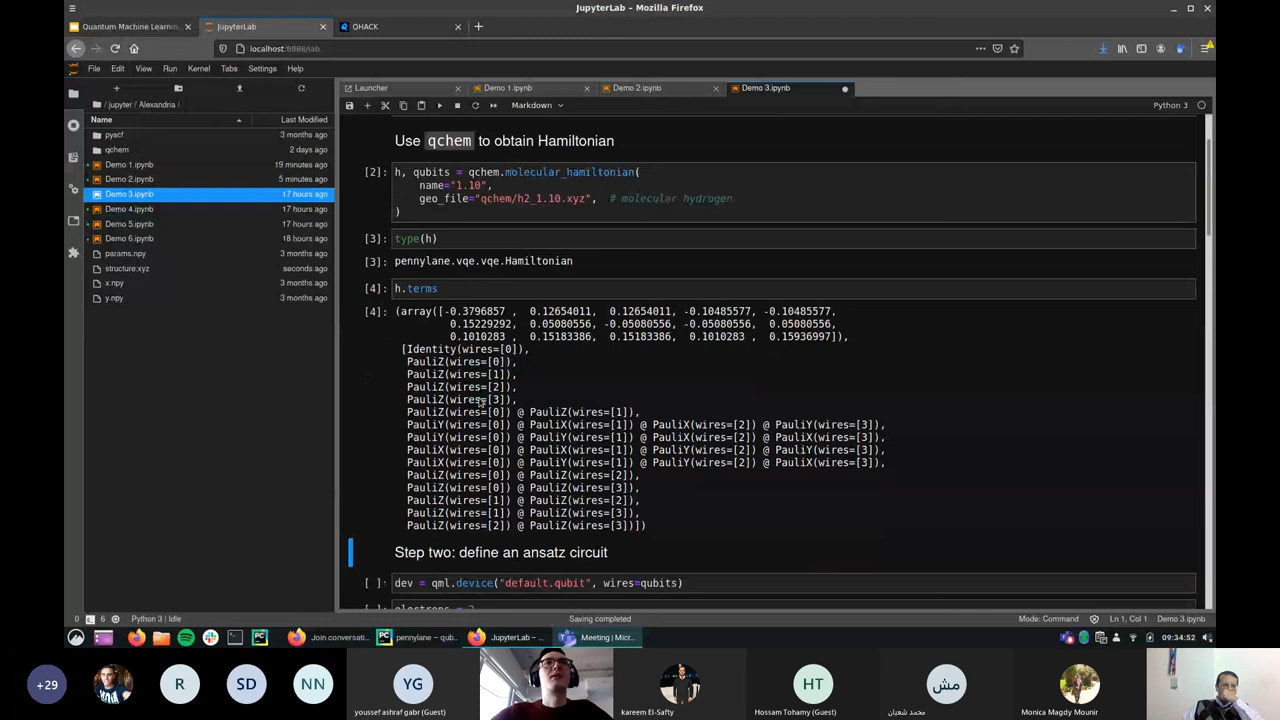 JupyterLab - Mozilla Firefox
Quantum Machine Learnin
JupyterLab
QHACK
localhost:8886/lab
File Edit View Run Kernel Tabs Settings Help
Launcher
Demo 1.ipynb
Demo 2.ipynb
Demo 3.ipynb
/ jupyter / Alexandria /
Markdown
Python 3
Name Last Modified
pyscf 3 months ago
qchem 2 days ago
Demo 1.ipynb 19 minutes ago
Demo 2.ipynb 5 minutes ago
Demo 3.ipynb 17 hours ago
Demo 4.ipynb 17 hours ago
Demo 5.ipynb 17 hours ago
Demo 6.ipynb 18 hours ago
params.npy 3 months ago
structure.xyz seconds ago
x.npy 3 months ago
y.npy 3 months ago
Use qchem to obtain Hamiltonian
[2]: h, qubits = qchem.molecular_hamiltonian(
name="1.10",
geo_file="qchem/h2_1.10.xyz", # molecular hydrogen
)
[3]: type(h)
[3]: pennylane.vqe.vqe.Hamiltonian
[4]: h.terms
[4]: (array([-0.3796857 , 0.12654011, 0.12654011, -0.10485577, -0.10485577,
0.15229292, 0.05080556, -0.05080556, -0.05080556, 0.05080556,
0.1010283 , 0.15183386, 0.15183386, 0.1010283 , 0.15936997]),
[Identity(wires=[0]),
PauliZ(wires=[0]),
PauliZ(wires=[1]),
PauliZ(wires=[2]),
PauliZ(wires=[3]),
PauliZ(wires=[0]) @ PauliZ(wires=[1]),
PauliY(wires=[0]) @ PauliX(wires=[1]) @ PauliX(wires=[2]) @ PauliY(wires=[3]),
PauliY(wires=[0]) @ PauliY(wires=[1]) @ PauliX(wires=[2]) @ PauliX(wires=[3]),
PauliX(wires=[0]) @ PauliX(wires=[1]) @ PauliY(wires=[2]) @ PauliY(wires=[3]),
PauliX(wires=[0]) @ PauliY(wires=[1]) @ PauliY(wires=[2]) @ PauliX(wires=[3]),
PauliZ(wires=[0]) @ PauliZ(wires=[2]),
PauliZ(wires=[0]) @ PauliZ(wires=[3]),
PauliZ(wires=[1]) @ PauliZ(wires=[2]),
PauliZ(wires=[1]) @ PauliZ(wires=[3]),
PauliZ(wires=[2]) @ PauliZ(wires=[3])])
Step two: define an ansatz circuit
[ ]: dev = qml.device("default.qubit", wires=qubits)
[ ]: electrons = 2
0 6 Python 3 | Idle Saving completed Mode: Command Ln 1, Col 1 Demo 3.ipynb
Join conversati...
pennylane – qub...
JupyterLab – ...
Meeting | Micr...
09:34:52
+29
R
SD
NN
YG
HT
مش
youssef ashraf gabr (Guest)
kareem El-Safty
Hossam Tohamy (Guest)
محمد شعبان
Monica Magdy Mounir